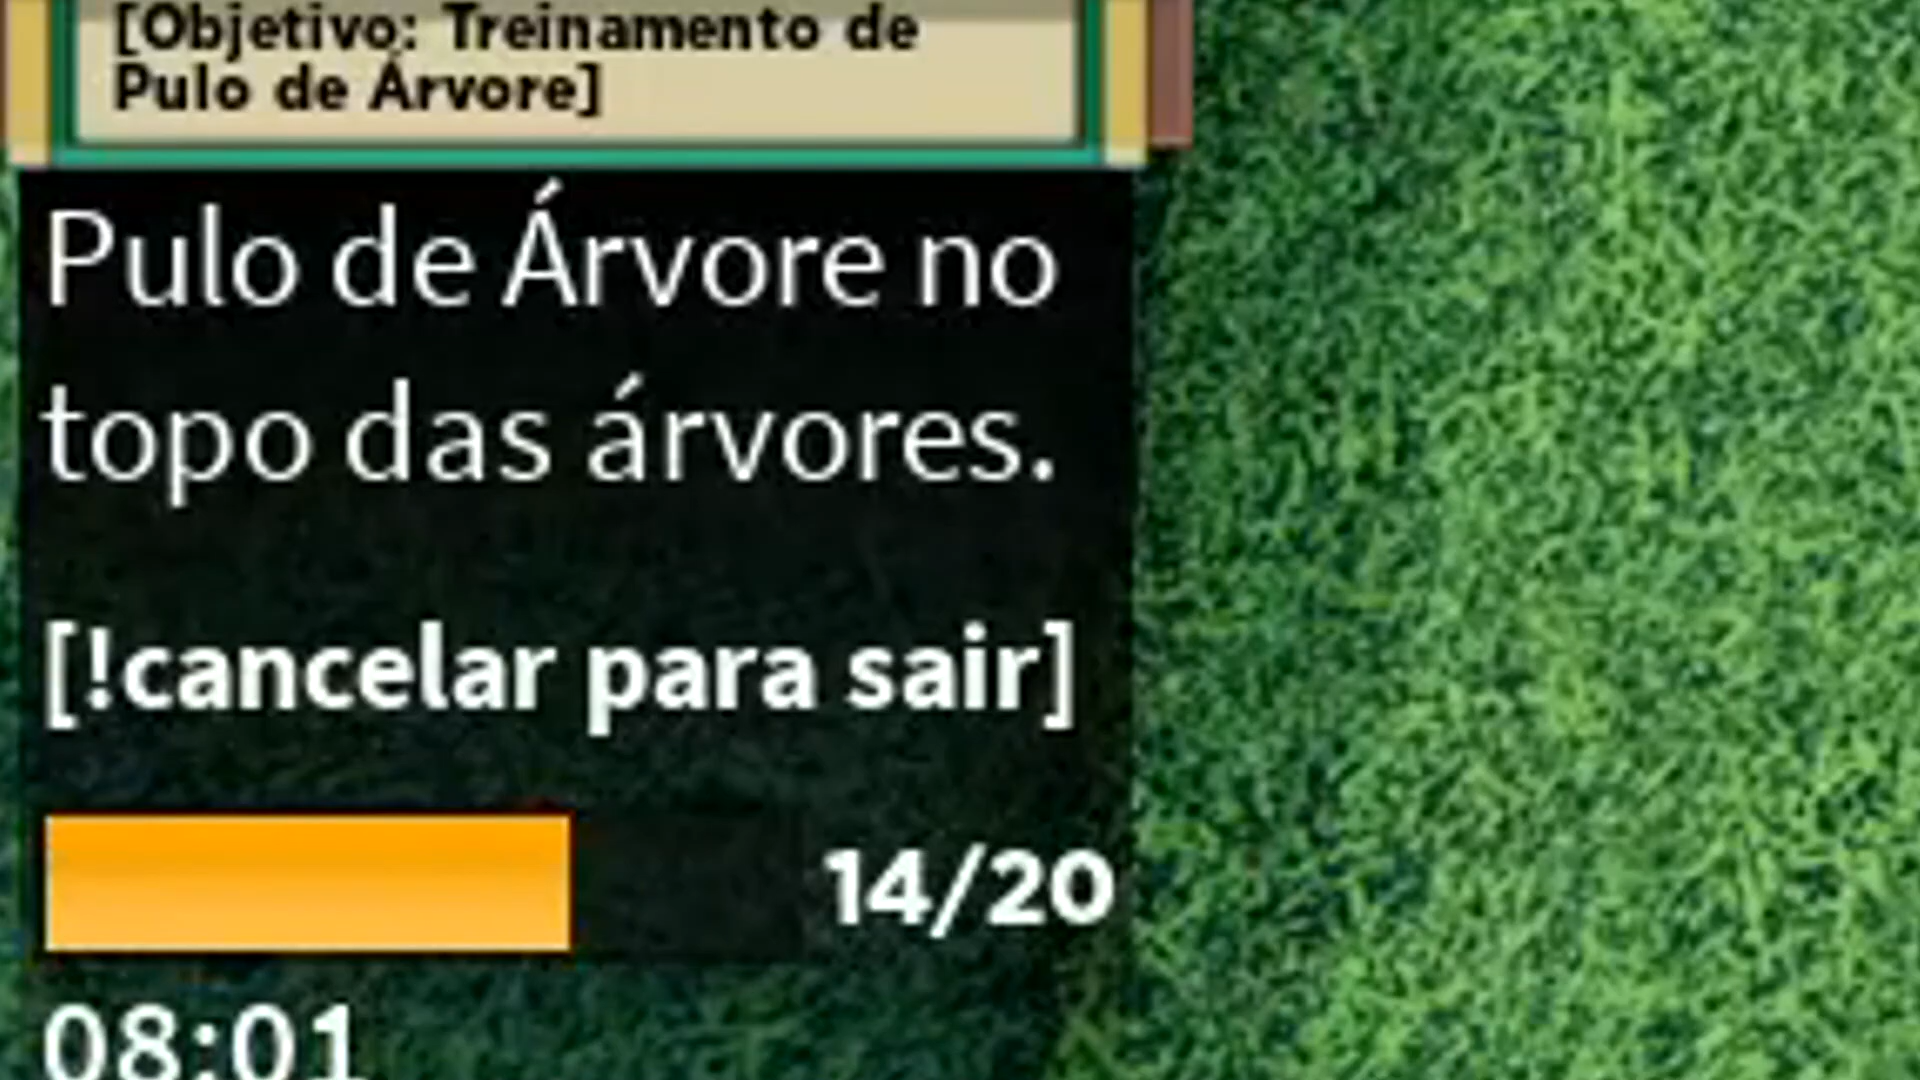 [Objetivo: Treinamento de
Pulo de Árvore]
Pulo de Árvore no
topo das árvores.
[!cancelar para sair]
14/20
08:01